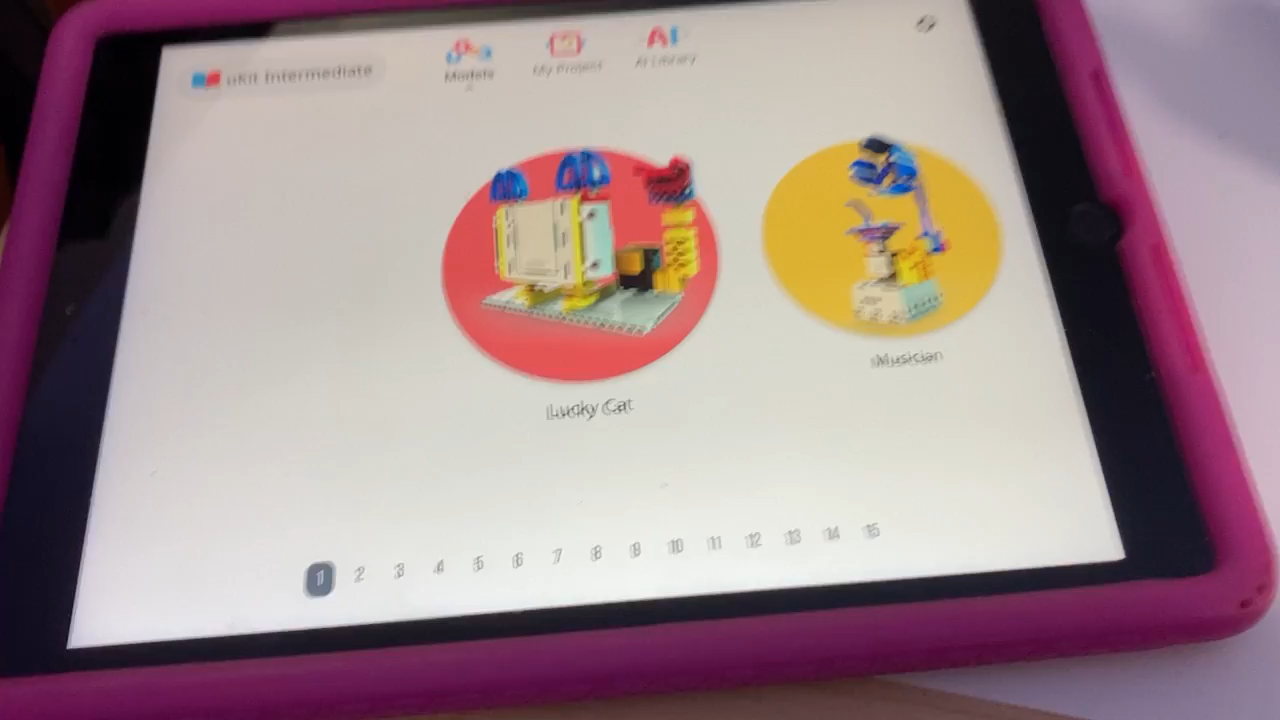 uKit Intermediate
Models
My Project
AI Library
Lucky Cat
Musician
1 2 3 4 5 6 7 8 9 10 11 12 13 14 15